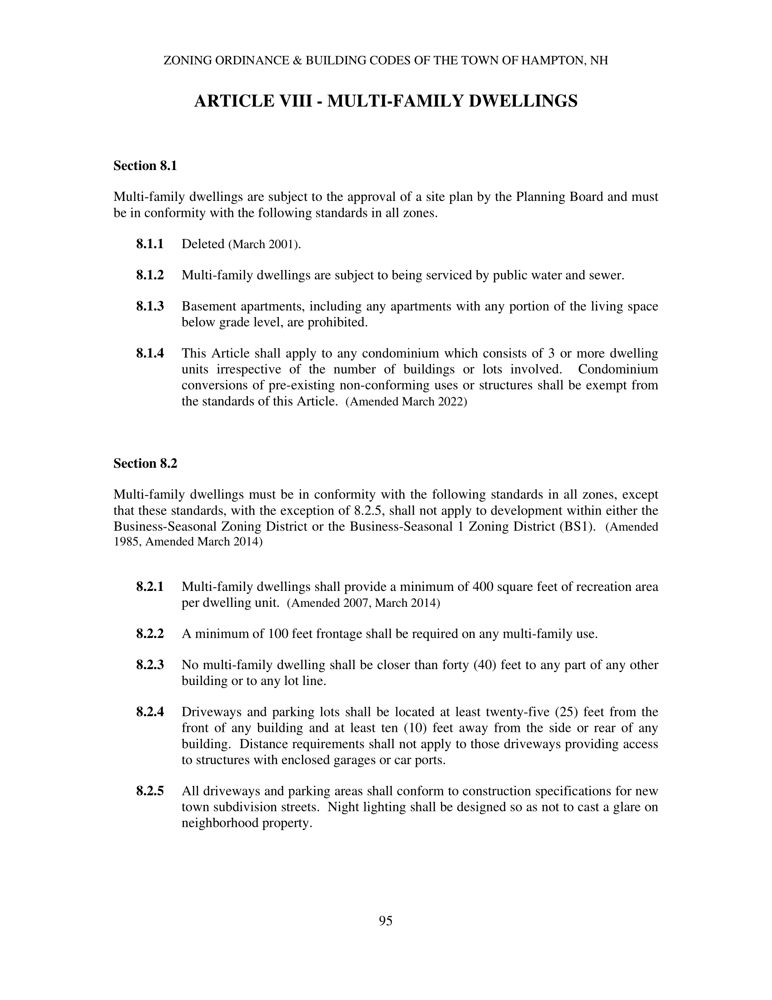 ZONING ORDINANCE & BUILDING CODES OF THE TOWN OF HAMPTON, NH
ARTICLE VIII - MULTI-FAMILY DWELLINGS
Section 8.1
Multi-family dwellings are subject to the approval of a site plan by the Planning Board and must
be in conformity with the following standards in all zones.
8.1.1 Deleted (March 2001).
8.1.2 Multi-family dwellings are subject to being serviced by public water and sewer.
8.1.3 Basement apartments, including any apartments with any portion of the living space
below grade level, are prohibited.
8.1.4 This Article shall apply to any condominium which consists of 3 or more dwelling
units irrespective of the number of buildings or lots involved. Condominium
conversions of pre-existing non-conforming uses or structures shall be exempt from
the standards of this Article. (Amended March 2022)
Section 8.2
Multi-family dwellings must be in conformity with the following standards in all zones, except
that these standards, with the exception of 8.2.5, shall not apply to development within either the
Business-Seasonal Zoning District or the Business-Seasonal 1 Zoning District (BS1). (Amended
1985, Amended March 2014)
8.2.1 Multi-family dwellings shall provide a minimum of 400 square feet of recreation area
per dwelling unit. (Amended 2007, March 2014)
8.2.2 A minimum of 100 feet frontage shall be required on any multi-family use.
8.2.3 No multi-family dwelling shall be closer than forty (40) feet to any part of any other
building or to any lot line.
8.2.4 Driveways and parking lots shall be located at least twenty-five (25) feet from the
front of any building and at least ten (10) feet away from the side or rear of any
building. Distance requirements shall not apply to those driveways providing access
to structures with enclosed garages or car ports.
8.2.5 All driveways and parking areas shall conform to construction specifications for new
town subdivision streets. Night lighting shall be designed so as not to cast a glare on
neighborhood property.
95